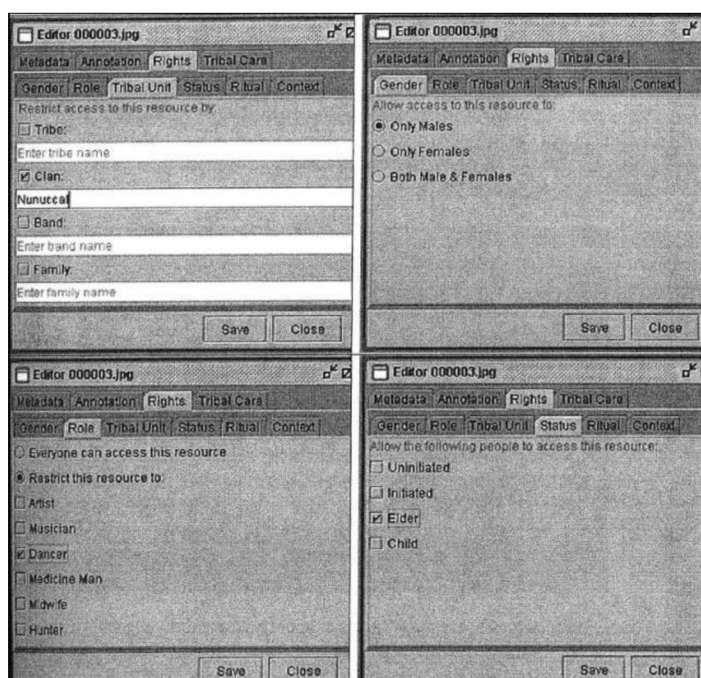 Editor 000003.jpg
Metadata Annotation Rights Tribal Care
Gender Role Tribal Unit Status Ritual Context
Restrict access to this resource by:
Tribe:
Enter tribe name
Clan:
Nunuccal
Band:
Enter band name
Family:
Enter family name
Save Close
Editor 000003.jpg
Metadata Annotation Rights Tribal Care
Gender Role Tribal Unit Status Ritual Context
Allow access to this resource to:
Only Males
Only Females
Both Male & Females
Save Close
Editor 000003.jpg
Metadata Annotation Rights Tribal Care
Gender Role Tribal Unit Status Ritual Context
Everyone can access this resource
Restrict this resource to:
Artist
Musician
Dancer
Medicine Man
Midwife
Hunter
Save Close
Editor 000003.jpg
Metadata Annotation Rights Tribal Care
Gender Role Tribal Unit Status Ritual Context
Allow the following people to access this resource:
Uninitiated
Initiated
Elder
Child
Save Close